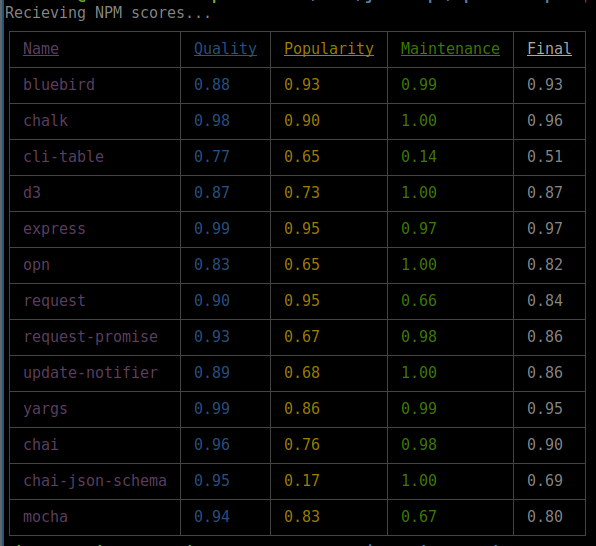 Recieving NPM scores...
Name Quality Popularity Maintenance Final
bluebird 0.88 0.93 0.99 0.93
chalk 0.98 0.90 1.00 0.96
cli-table 0.77 0.65 0.14 0.51
d3 0.87 0.73 1.00 0.87
express 0.99 0.95 0.97 0.97
opn 0.83 0.65 1.00 0.82
request 0.90 0.95 0.66 0.84
request-promise 0.93 0.67 0.98 0.86
update-notifier 0.89 0.68 1.00 0.86
yargs 0.99 0.86 0.99 0.95
chai 0.96 0.76 0.98 0.90
chai-json-schema 0.95 0.17 1.00 0.69
mocha 0.94 0.83 0.67 0.80